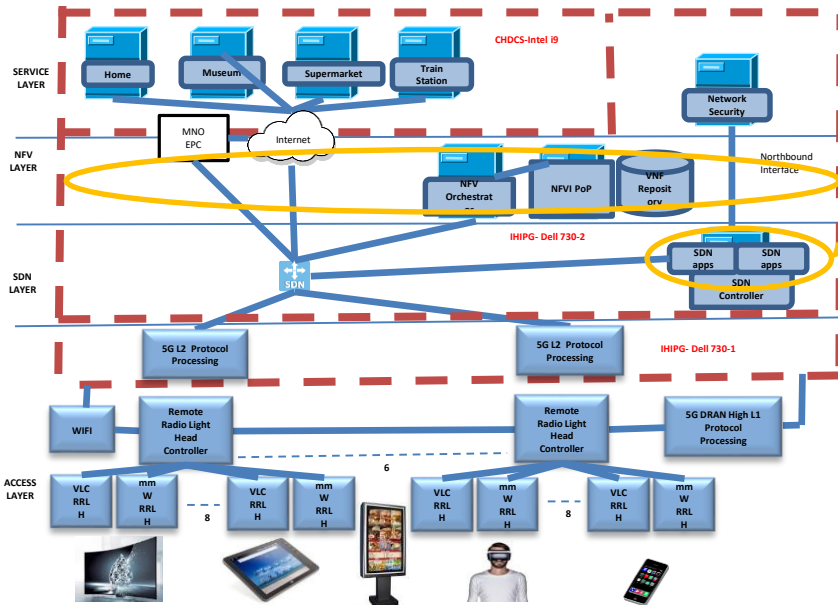 CHDCS-Intel i9
SERVICE
LAYER
Home
Museum
Supermarket
Train
Station
Network
Security
MNO
EPC
Internet
NFV
LAYER
Northbound
Interface
NFV
Orchestrat
NFVI PoP
VNF
Reposit
ory
IHIPG- Dell 730-2
SDN
LAYER
SDN
SDN
apps
SDN
apps
SDN
Controller
5G L2 Protocol
Processing
5G L2 Protocol
Processing
IHIPG- Dell 730-1
WIFI
Remote
Radio Light
Head
Controller
Remote
Radio Light
Head
Controller
5G DRAN High L1
Protocol
Processing
6
ACCESS
LAYER
VLC
RRL
H
mm
W
RRL
H
8
VLC
RRL
H
mm
W
RRL
H
VLC
RRL
H
mm
W
RRL
H
8
VLC
RRL
H
mm
W
RRL
H